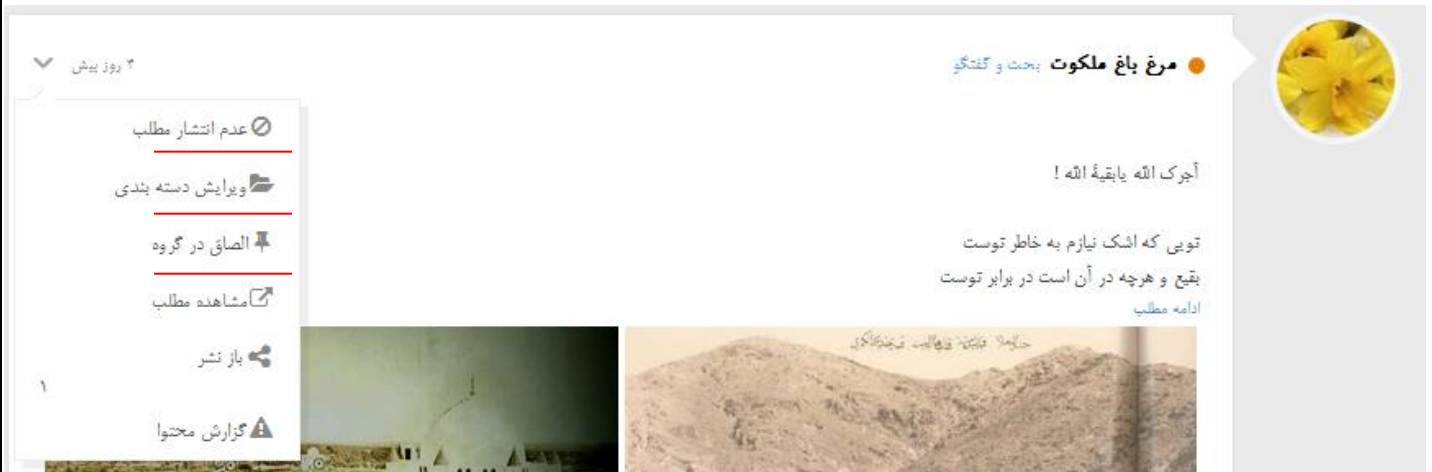 مرغ باغ ملکوت بحث و گفتگو
۳ روز پیش
آجرک الله یابقیة الله !
تویی که اشک نیازم به خاطر توست
بقیع و هرچه در آن است در برابر توست
ادامه مطلب
عدم انتشار مطلب
ویرایش دسته بندی
الصاق در گروه
مشاهده مطلب
باز نشر
۱
گزارش محتوا